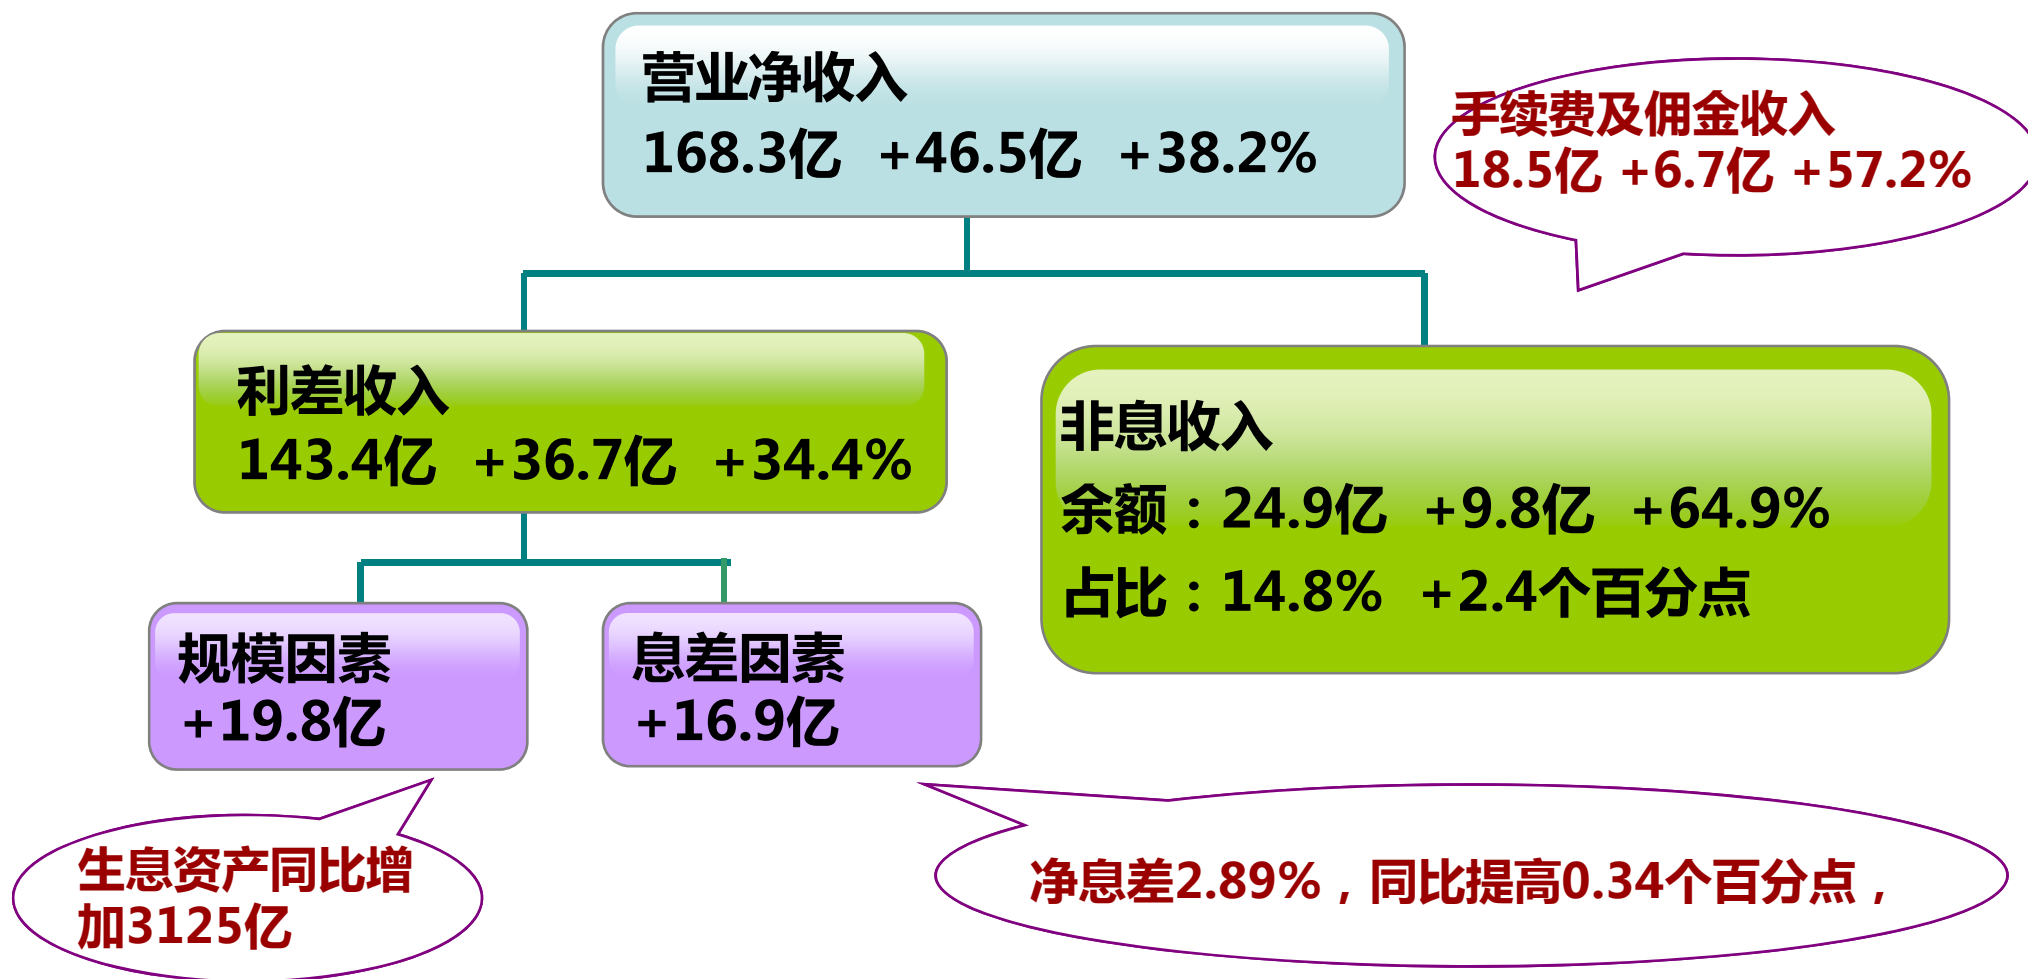 营业净收入
168.3亿 +46.5亿 +38.2%
手续费及佣金收入
18.5亿 +6.7亿 +57.2%
利差收入
143.4亿 +36.7亿 +34.4%
非息收入
余额：24.9亿 +9.8亿 +64.9%
占比：14.8% +2.4个百分点
规模因素
+19.8亿
息差因素
+16.9亿
生息资产同比增
加3125亿
净息差2.89%，同比提高0.34个百分点，